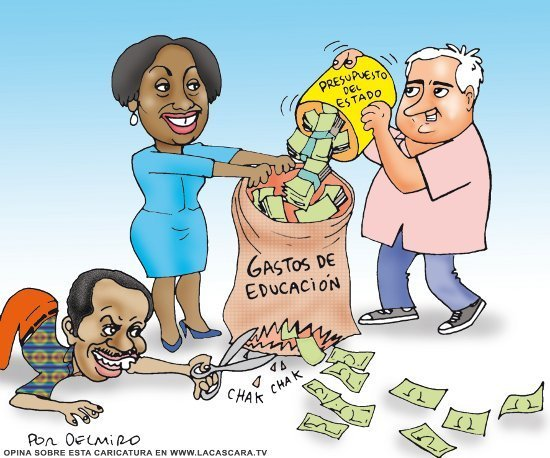 PRESUPUESTO
DEL
ESTADO
GASTOS DE
EDUCACIÓN
CHAK CHAK
POR DELMIRO
OPINA SOBRE ESTA CARICATURA EN WWW.LACASCARA.TV